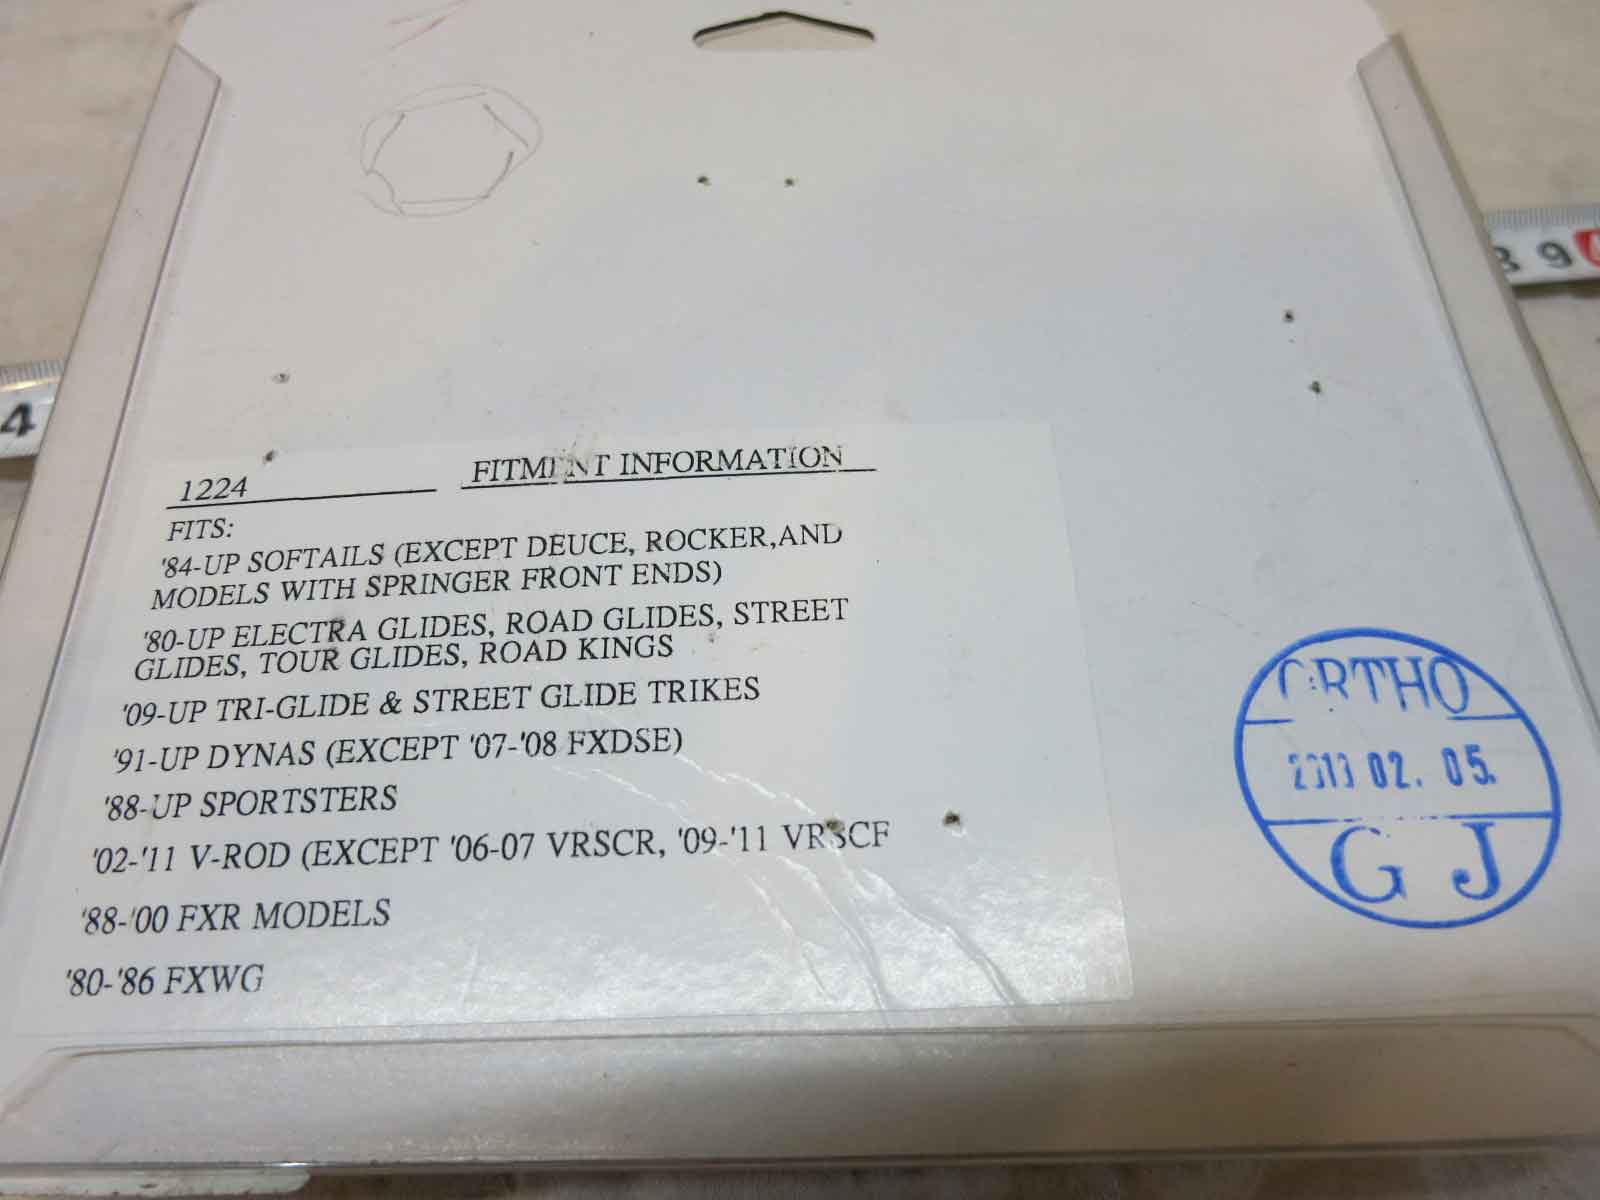 1224 FITMENT INFORMATION
FITS:
'84-UP SOFTAILS (EXCEPT DEUCE, ROCKER,AND
MODELS WITH SPRINGER FRONT ENDS)
'80-UP ELECTRA GLIDES, ROAD GLIDES, STREET
GLIDES, TOUR GLIDES, ROAD KINGS
'09-UP TRI-GLIDE & STREET GLIDE TRIKES
'91-UP DYNAS (EXCEPT '07-'08 FXDSE)
'88-UP SPORTSTERS
'02-'11 V-ROD (EXCEPT '06-07 VRSCR, '09-'11 VRSCF
'88-'00 FXR MODELS
'80-'86 FXWG
ORTHO
02. 05.
G J
4
9